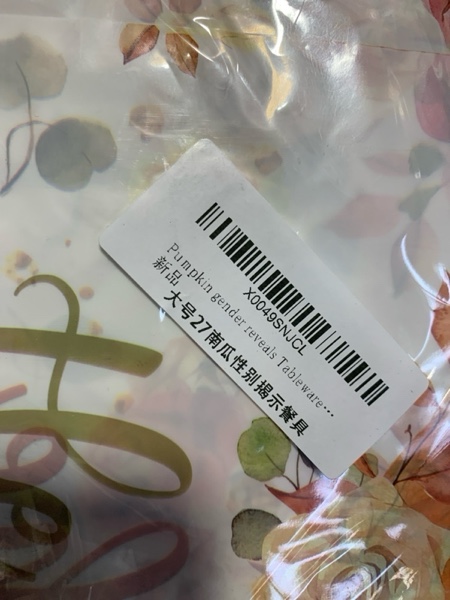 X0049SNJCL
Pumpkin gender reveals Tableware...
新品
大号27南瓜性别揭示餐具